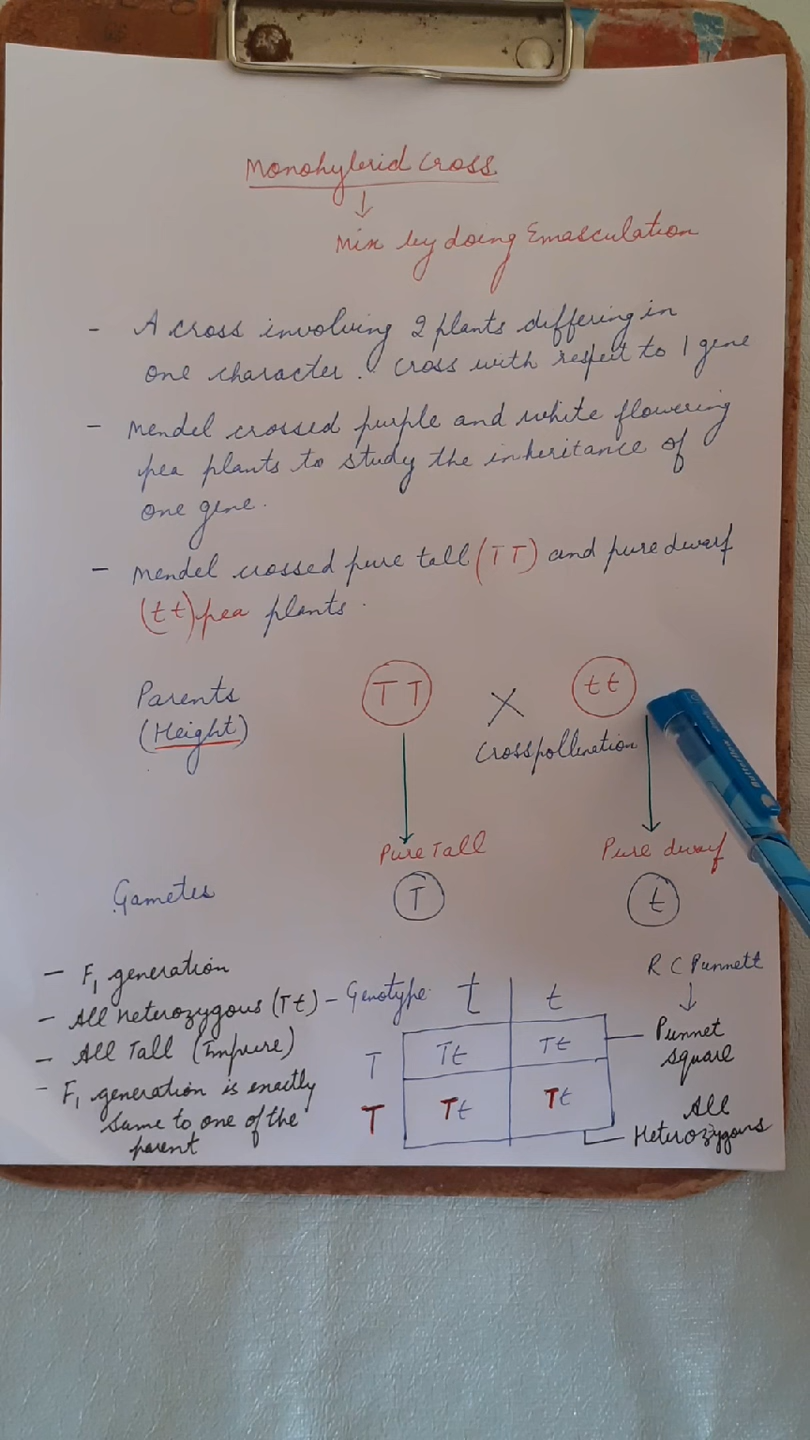 Monohybrid Cross
↓
Mix by doing Emasculation
- A cross involving 2 plants differing in
one character. Cross with respect to 1 gene
- Mendel crossed purple and white flowering
pea plants to study the inheritance of
one gene.
- Mendel crossed pure tall (TT) and pure dwarf
(tt) pea plants.
Parents TT X tt
(Height) Crosspollination
Pure Tall Pure dwarf
Gametes T t
- F1 generation
- All heterozygous (Tt) - Genotype
- All Tall (Impure)
- F1 generation is exactly
same to one of the
parent
t t
T Tt Tt
T Tt Tt
R C Punnett
↓
Punnet
square
All
Heterozygous